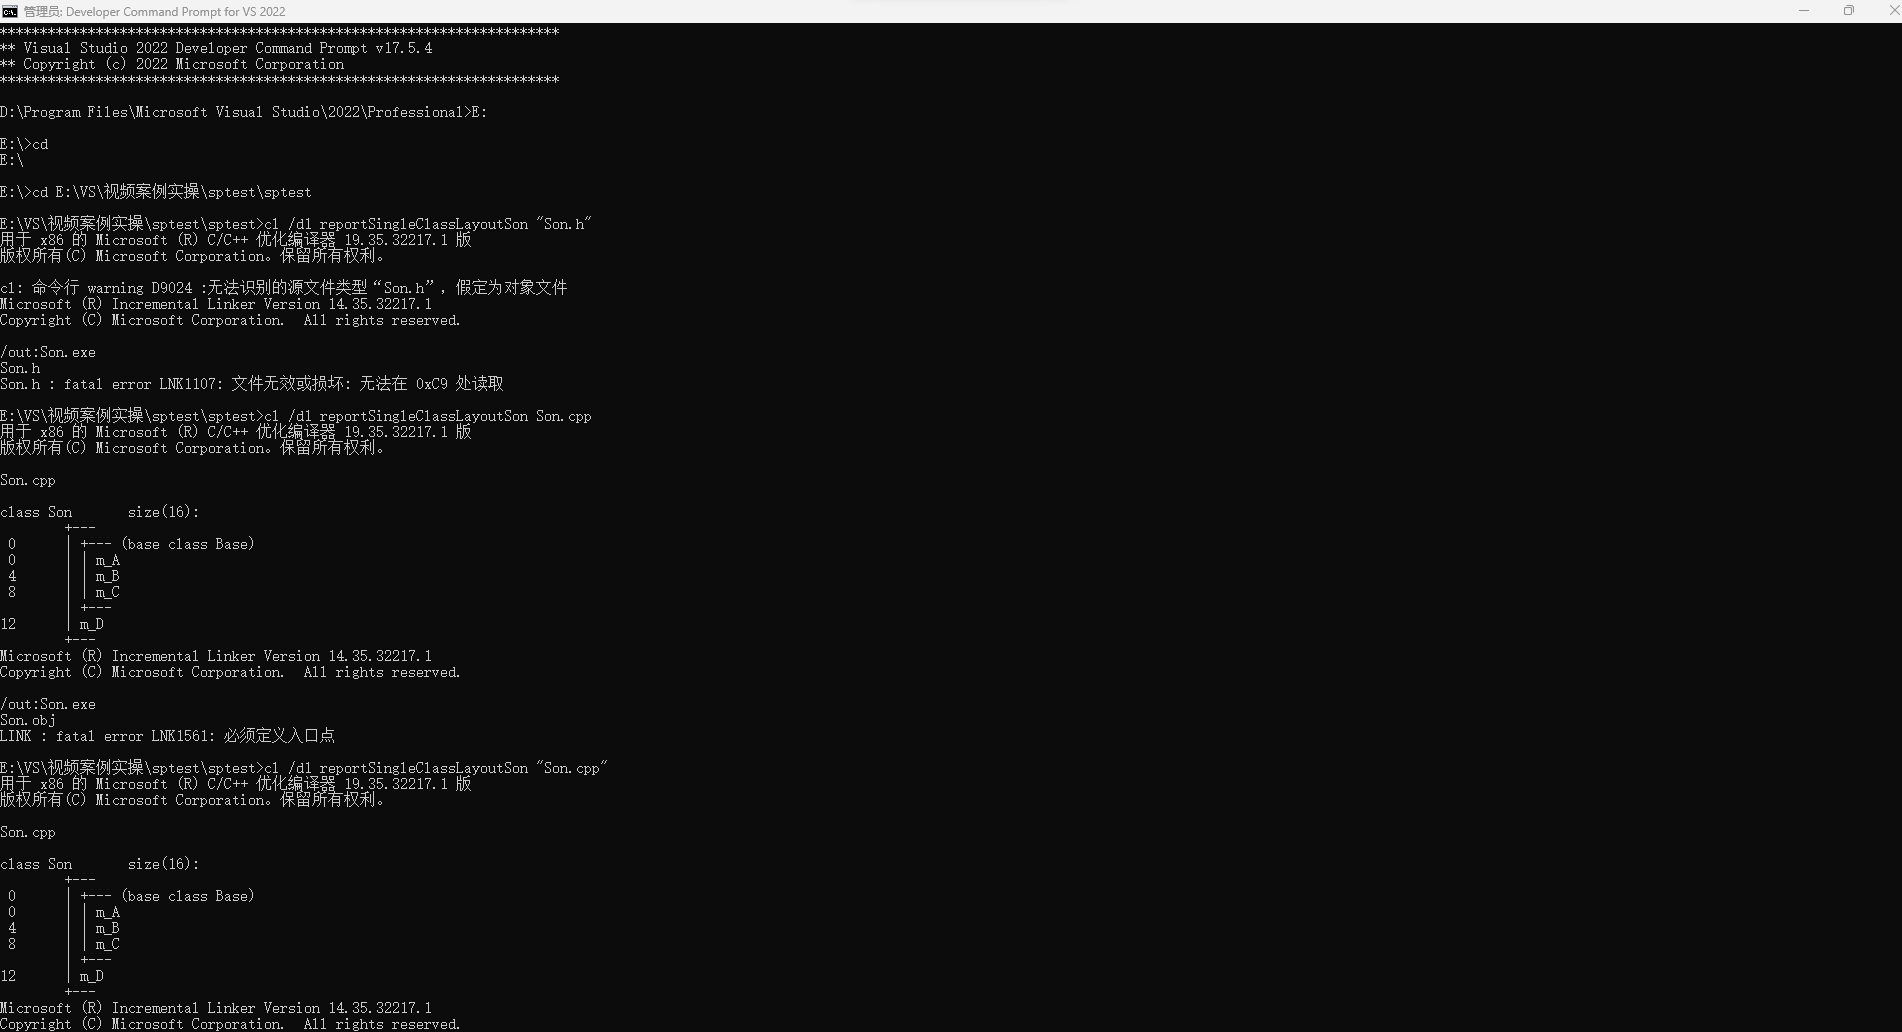 管理员: Developer Command Prompt for VS 2022
**********************************************************************
** Visual Studio 2022 Developer Command Prompt v17.5.4
** Copyright (c) 2022 Microsoft Corporation
**********************************************************************
D:\Program Files\Microsoft Visual Studio\2022\Professional>E:
E:\>cd
E:\
E:\>cd E:\VS\视频案例实操\sptest\sptest
E:\VS\视频案例实操\sptest\sptest>cl /d1 reportSingleClassLayoutSon "Son.h"
用于 x86 的 Microsoft (R) C/C++ 优化编译器 19.35.32217.1 版
版权所有(C) Microsoft Corporation。保留所有权利。
cl: 命令行 warning D9024 :无法识别的源文件类型“Son.h”，假定为对象文件
Microsoft (R) Incremental Linker Version 14.35.32217.1
Copyright (C) Microsoft Corporation.  All rights reserved.
/out:Son.exe
Son.h
Son.h : fatal error LNK1107: 文件无效或损坏: 无法在 0xC9 处读取
E:\VS\视频案例实操\sptest\sptest>cl /d1 reportSingleClassLayoutSon Son.cpp
用于 x86 的 Microsoft (R) C/C++ 优化编译器 19.35.32217.1 版
版权所有(C) Microsoft Corporation。保留所有权利。
Son.cpp
class Son       size(16):
        +---
 0      | +--- (base class Base)
 0      | | m_A
 4      | | m_B
 8      | | m_C
        | +---
12      | m_D
        +---
Microsoft (R) Incremental Linker Version 14.35.32217.1
Copyright (C) Microsoft Corporation.  All rights reserved.
/out:Son.exe
Son.obj
LINK : fatal error LNK1561: 必须定义入口点
E:\VS\视频案例实操\sptest\sptest>cl /d1 reportSingleClassLayoutSon "Son.cpp"
用于 x86 的 Microsoft (R) C/C++ 优化编译器 19.35.32217.1 版
版权所有(C) Microsoft Corporation。保留所有权利。
Son.cpp
class Son       size(16):
        +---
 0      | +--- (base class Base)
 0      | | m_A
 4      | | m_B
 8      | | m_C
        | +---
12      | m_D
        +---
Microsoft (R) Incremental Linker Version 14.35.32217.1
Copyright (C) Microsoft Corporation.  All rights reserved.